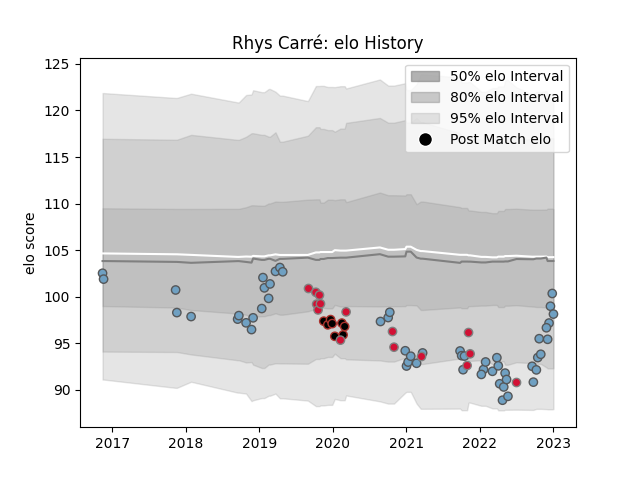 Rhys Carré: elo History
125
120
115
110
105
100
95
90
elo score
50% elo Interval
80% elo Interval
95% elo Interval
Post Match elo
2017 2018 2019 2020 2021 2022 2023